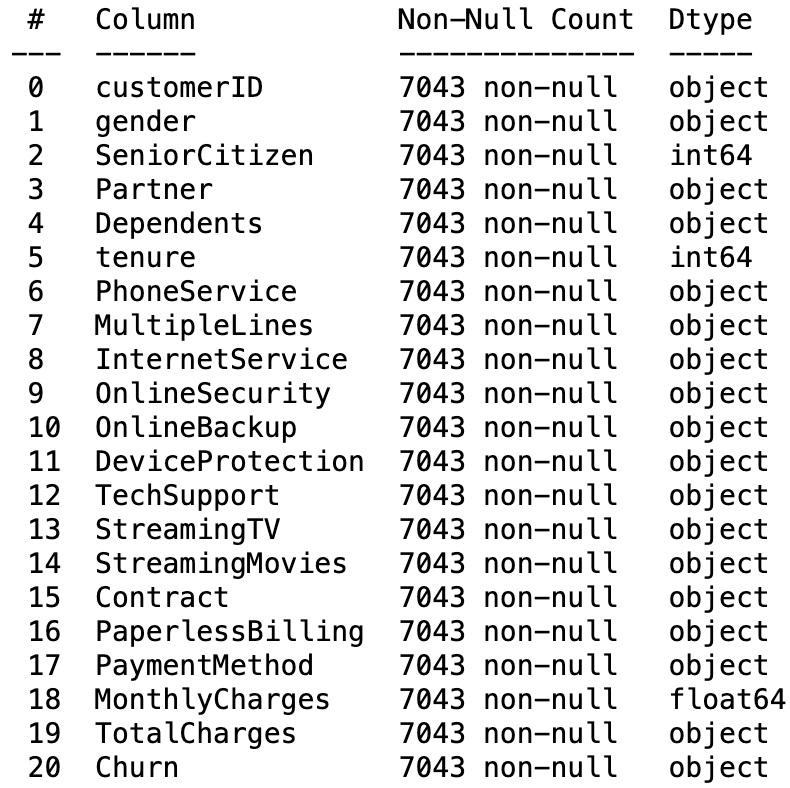 #   Column            Non-Null Count  Dtype
--- ------            --------------  -----
0   customerID        7043 non-null   object
1   gender            7043 non-null   object
2   SeniorCitizen     7043 non-null   int64
3   Partner           7043 non-null   object
4   Dependents        7043 non-null   object
5   tenure            7043 non-null   int64
6   PhoneService      7043 non-null   object
7   MultipleLines     7043 non-null   object
8   InternetService   7043 non-null   object
9   OnlineSecurity    7043 non-null   object
10  OnlineBackup      7043 non-null   object
11  DeviceProtection  7043 non-null   object
12  TechSupport       7043 non-null   object
13  StreamingTV       7043 non-null   object
14  StreamingMovies   7043 non-null   object
15  Contract          7043 non-null   object
16  PaperlessBilling  7043 non-null   object
17  PaymentMethod     7043 non-null   object
18  MonthlyCharges    7043 non-null   float64
19  TotalCharges      7043 non-null   object
20  Churn             7043 non-null   object